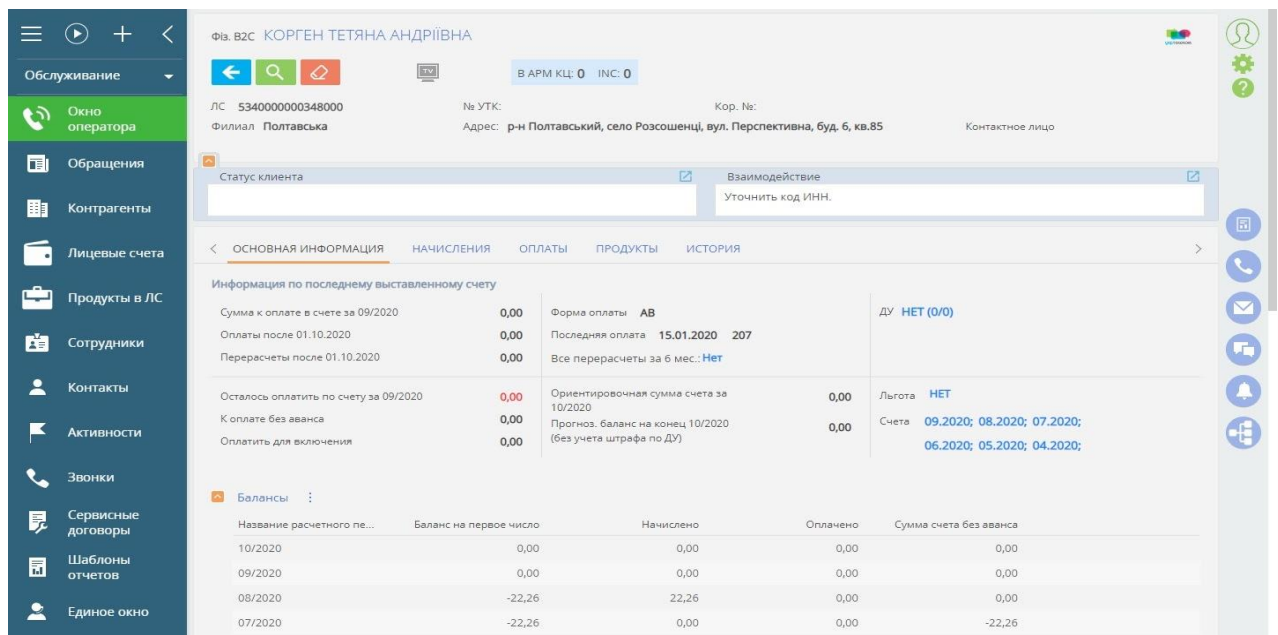 Фіз. B2C КОРГЕН ТЕТЯНА АНДРІЇВНА
Обслуживание
TV
В АРМ КЦ: 0 INC: 0
ЛС 5340000000348000 № УТК: Кор. №:
Филиал Полтавська Адрес: р-н Полтавський, село Розсошенці, вул. Перспективна, буд. 6, кв.85 Контактное лицо
Окно
оператора
Обращения
Контрагенты
Лицевые счета
Продукты в ЛС
Сотрудники
Контакты
Активности
Звонки
Сервисные
договоры
Шаблоны
отчетов
Единое окно
Статус клиента Взаимодействие
Уточнить код ИНН.
ОСНОВНАЯ ИНФОРМАЦИЯ НАЧИСЛЕНИЯ ОПЛАТЫ ПРОДУКТЫ ИСТОРИЯ
Информация по последнему выставленному счету
Сумма к оплате в счете за 09/2020 0,00 Форма оплаты АВ ДУ НЕТ (0/0)
Оплаты после 01.10.2020 0,00 Последняя оплата 15.01.2020 207
Перерасчеты после 01.10.2020 0,00 Все перерасчеты за 6 мес.: Нет
Осталось оплатить по счету за 09/2020 0,00 Ориентировочная сумма счета за 0,00 Льгота НЕТ
10/2020
К оплате без аванса 0,00 Прогноз. баланс на конец 10/2020 0,00 Счета 09.2020; 08.2020; 07.2020;
Оплатить для включения 0,00 (без учета штрафа по ДУ) 06.2020; 05.2020; 04.2020;
Балансы
Название расчетного пе... Баланс на первое число Начислено Оплачено Сумма счета без аванса
10/2020 0,00 0,00 0,00 0,00
09/2020 0,00 0,00 0,00 0,00
08/2020 -22,26 22,26 0,00 0,00
07/2020 -22,26 0,00 0,00 -22,26